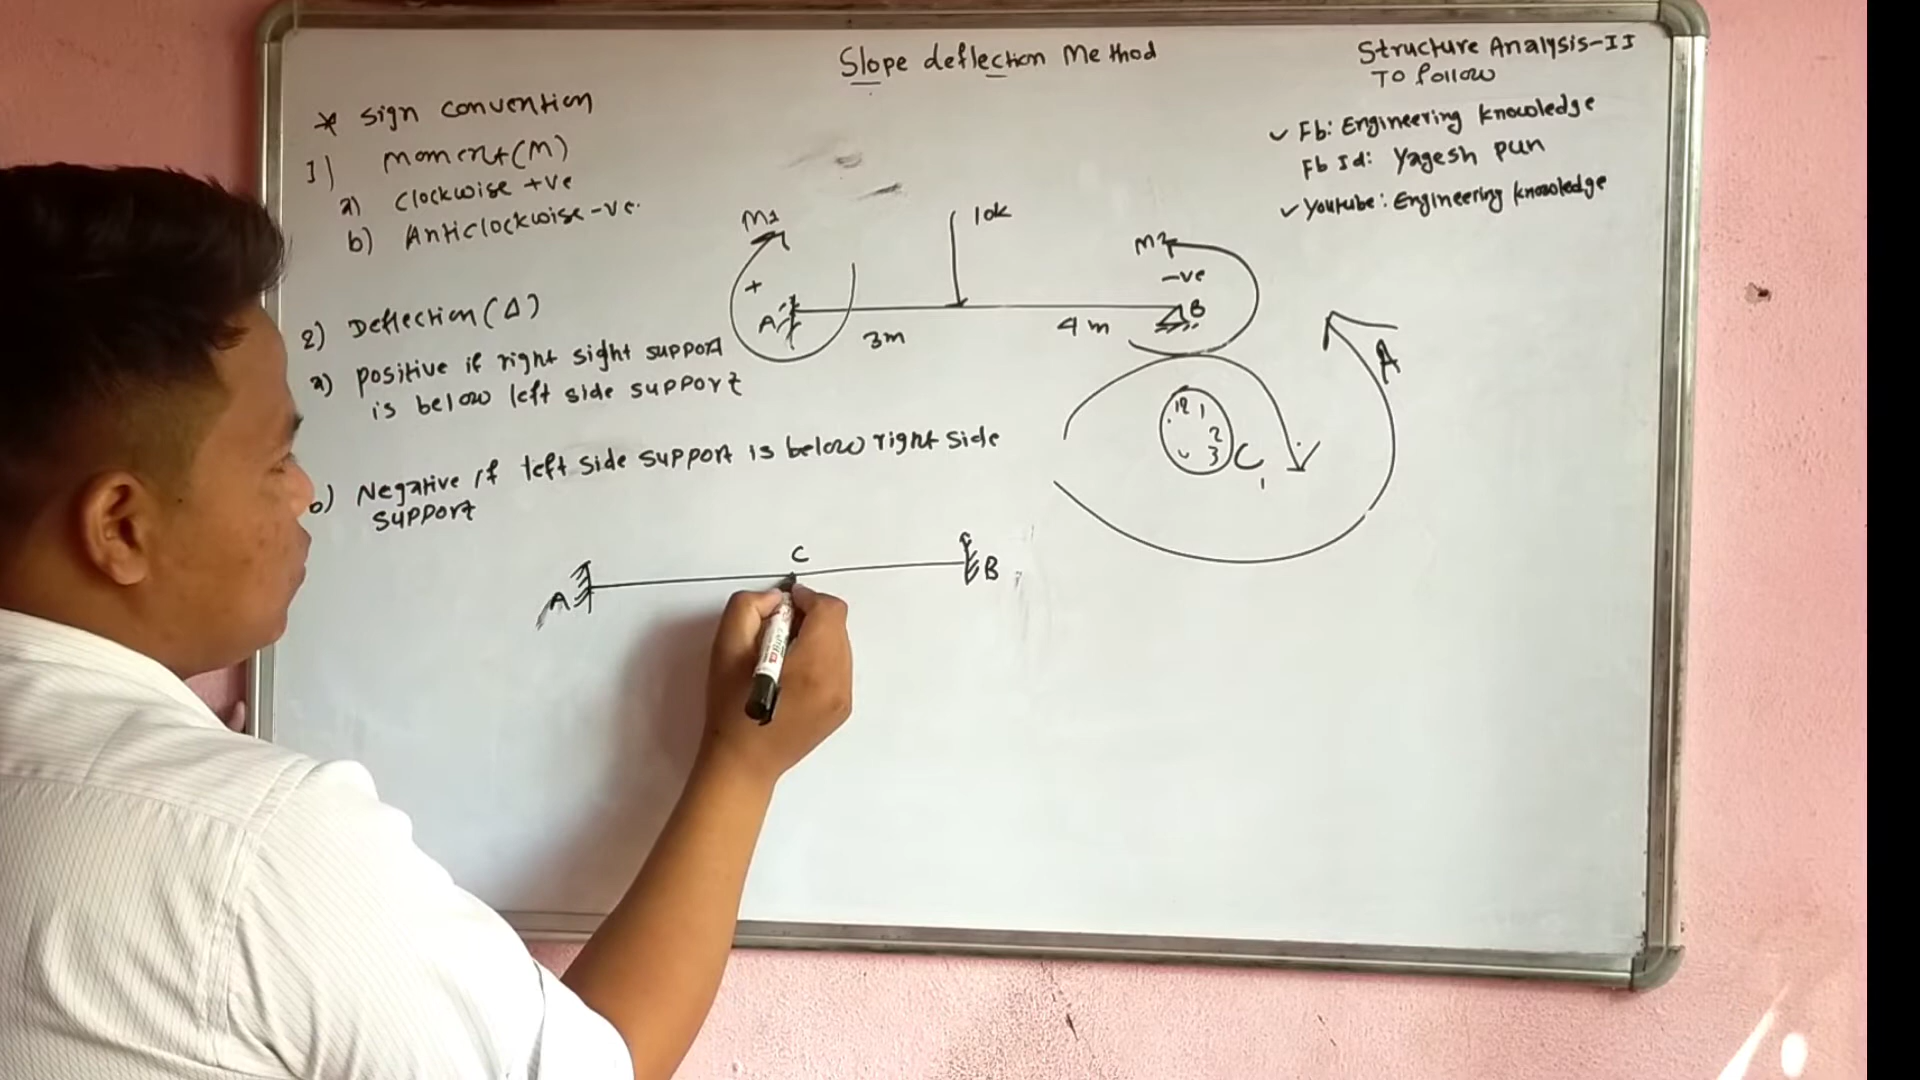 Slope deflection Method
Structure Analysis-II
To follow
✓ Fb: Engineering knowledge
Fb Id: Yagesh pun
✓ Youtube: Engineering knowledge
* Sign convention
1) Moment(M)
a) Clockwise +ve
b) Anticlockwise -ve.
2) Deflection (Δ)
a) positive if right sight support
is below left side support
b) Negative if left side support is below right side
support
M1
10k
M2
+
-ve
A
B
3m
4m
A
12 1
2
3
C
C
A
B